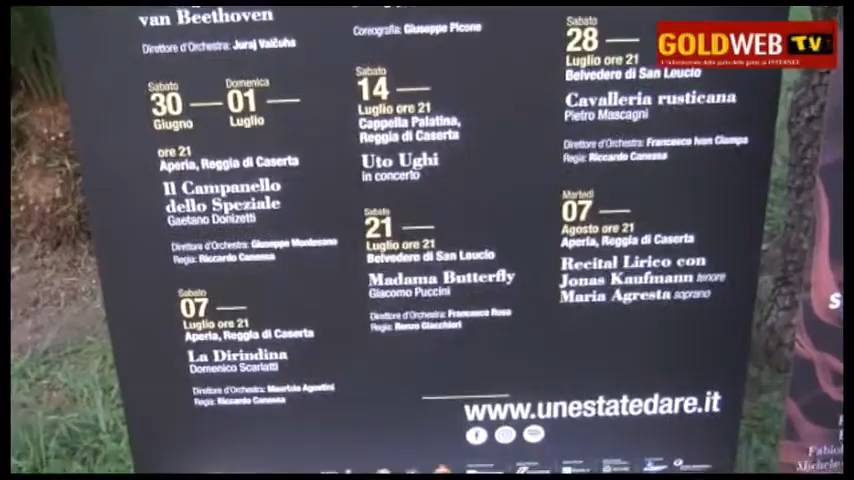 van Beethoven
Direttore d'Orchestra: Juraj Valčuha
Sabato
30
Giugno
Domenica
01
Luglio
ore 21
Aperia, Reggia di Caserta
Il Campanello
dello Speziale
Gaetano Donizetti
Direttore d'Orchestra: Giuseppe Montesano
Regia: Riccardo Canessa
Sabato
07
Luglio ore 21
Aperia, Reggia di Caserta
La Dirindina
Domenico Scarlatti
Direttore d'Orchestra: Maurizio Agostini
Regia: Riccardo Canessa
Coreografia: Giuseppe Picone
Sabato
14
Luglio ore 21
Cappella Palatina,
Reggia di Caserta
Uto Ughi
in concerto
Sabato
21
Luglio ore 21
Belvedere di San Leucio
Madama Butterfly
Giacomo Puccini
Direttore d'Orchestra: Francesco Rosa
Regia: Renzo Giacchieri
Sabato
28
Luglio ore 21
Belvedere di San Leucio
Cavalleria rusticana
Pietro Mascagni
Direttore d'Orchestra: Francesco Ivan Ciampa
Regia: Riccardo Canessa
Martedì
07
Agosto ore 21
Aperia, Reggia di Caserta
Recital Lirico con
Jonas Kaufmann tenore
Maria Agresta soprano
www.unestatedare.it
GOLDWEB TV